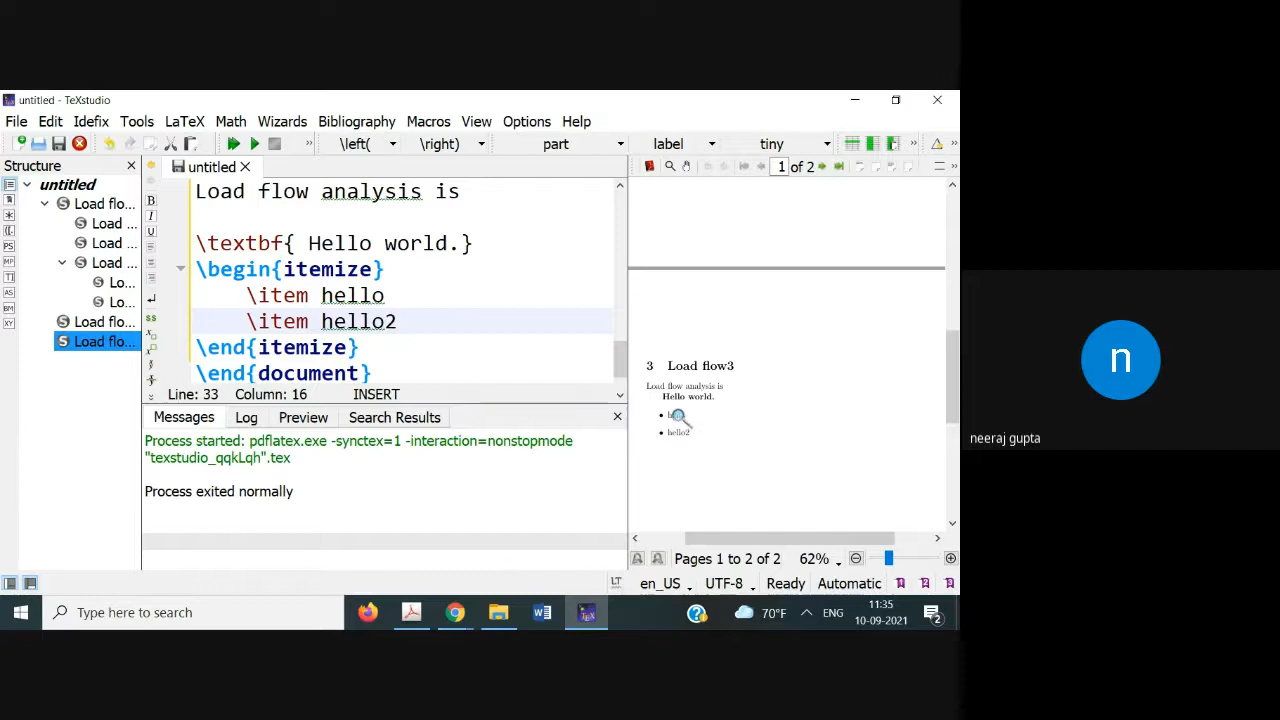 untitled - TeXstudio
File Edit Idefix Tools LaTeX Math Wizards Bibliography Macros View Options Help
\left( \right) part label tiny
Structure
untitled
1 of 2
untitled
Load flo...
Load ...
Load ...
Load ...
Lo...
Lo...
Load flo...
Load flo...
Load flow analysis is
\textbf{ Hello world.}
\begin{itemize}
\item hello
\item hello2
\end{itemize}
\end{document}
Line: 33 Column: 16 INSERT
Messages Log Preview Search Results
Process started: pdflatex.exe -synctex=1 -interaction=nonstopmode
"texstudio_qqkLqh".tex
Process exited normally
3 Load flow3
Load flow analysis is
Hello world.
• hello2
Pages 1 to 2 of 2 62%
en_US UTF-8 Ready Automatic
Type here to search
70°F ENG
11:35
10-09-2021
2
n
neeraj gupta